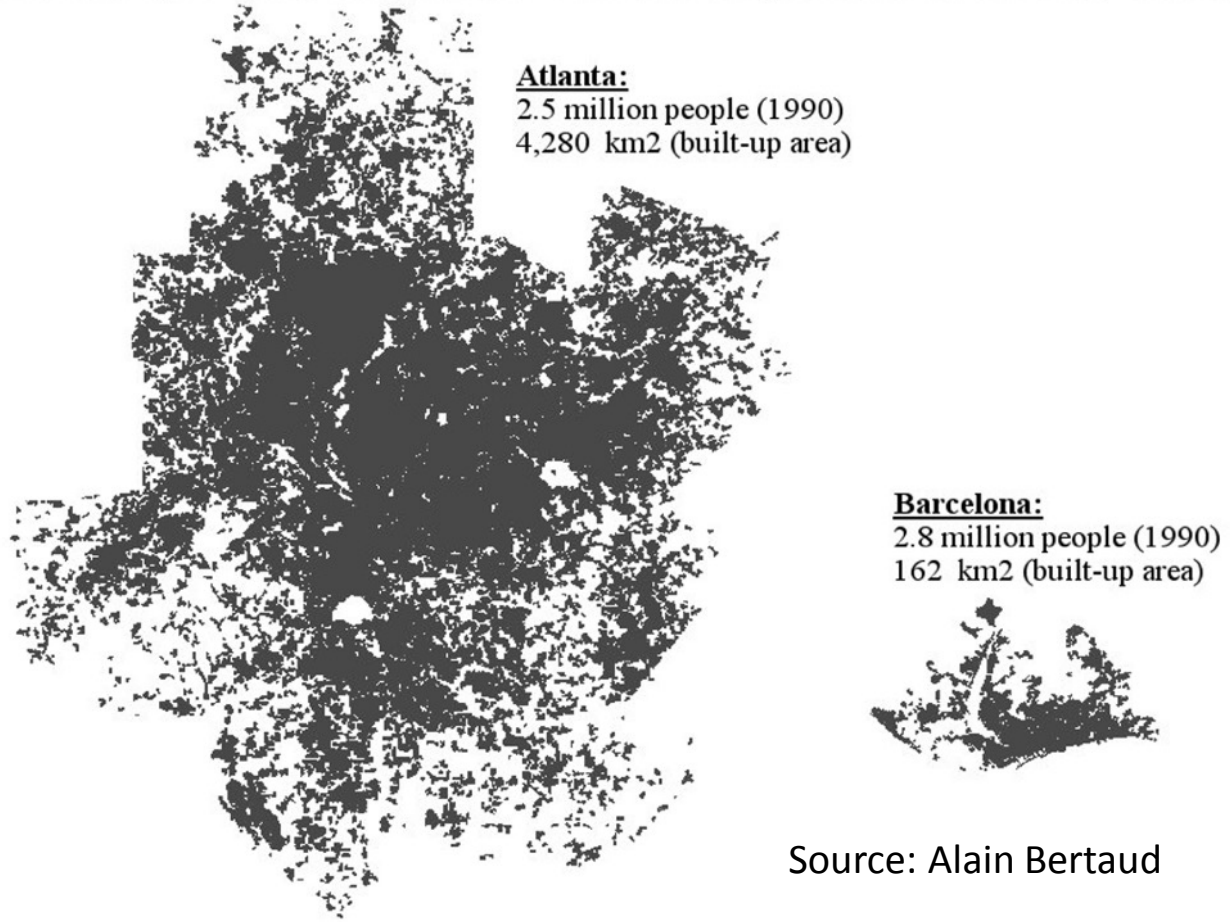 Atlanta:
2.5 million people (1990)
4,280 km2 (built-up area)
Barcelona:
2.8 million people (1990)
162 km2 (built-up area)
Source: Alain Bertaud